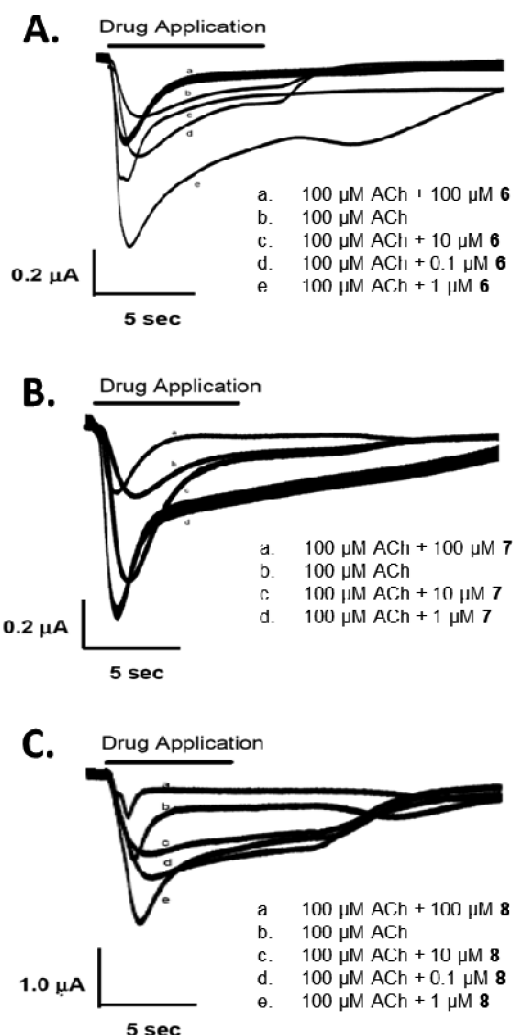 A.
Drug Application
a
b
c
d
e
a. 100 µM ACh + 100 µM 6
b. 100 µM ACh
c. 100 µM ACh + 10 µM 6
d. 100 µM ACh + 0.1 µM 6
e 100 µM ACh + 1 µM 6
0.2 µA
5 sec
B.
Drug Application
a
b
c
d
a. 100 µM ACh + 100 µM 7
b. 100 µM ACh
c 100 µM ACh + 10 µM 7
d. 100 µM ACh + 1 µM 7
0.2 µA
5 sec
C.
Drug Application
a
b
c
d
e
a 100 µM ACh + 100 µM 8
b. 100 µM ACh
c. 100 µM ACh + 10 µM 8
d. 100 µM ACh + 0.1 µM 8
e. 100 µM ACh + 1 µM 8
1.0 µA
5 sec